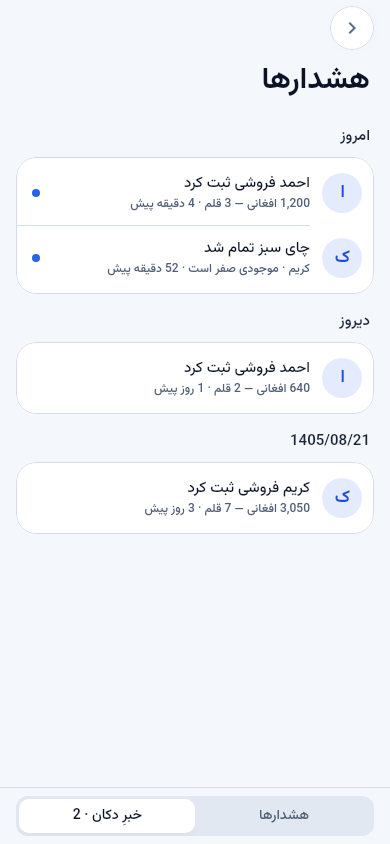 هشدارها
امروز
ا
احمد فروشی ثبت کرد
1,200 افغانی — 3 قلم · 4 دقیقه پیش
ک
چای سبز تمام شد
کریم · موجودی صفر است · 52 دقیقه پیش
دیروز
ا
احمد فروشی ثبت کرد
640 افغانی — 2 قلم · 1 روز پیش
1405/08/21
ک
کریم فروشی ثبت کرد
3,050 افغانی — 7 قلم · 3 روز پیش
هشدارها
خبرِ دکان · 2